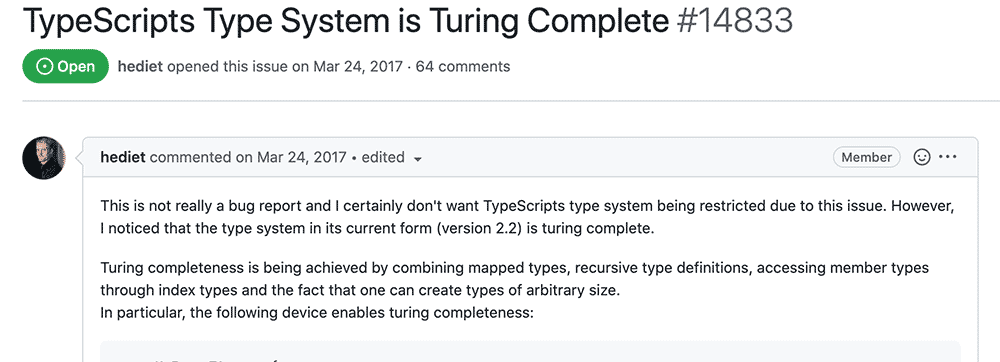 TypeScripts Type System is Turing Complete #14833
Open hediet opened this issue on Mar 24, 2017 · 64 comments
hediet commented on Mar 24, 2017 • edited Member
This is not really a bug report and I certainly don't want TypeScripts type system being restricted due to this issue. However,
I noticed that the type system in its current form (version 2.2) is turing complete.
Turing completeness is being achieved by combining mapped types, recursive type definitions, accessing member types
through index types and the fact that one can create types of arbitrary size.
In particular, the following device enables turing completeness: